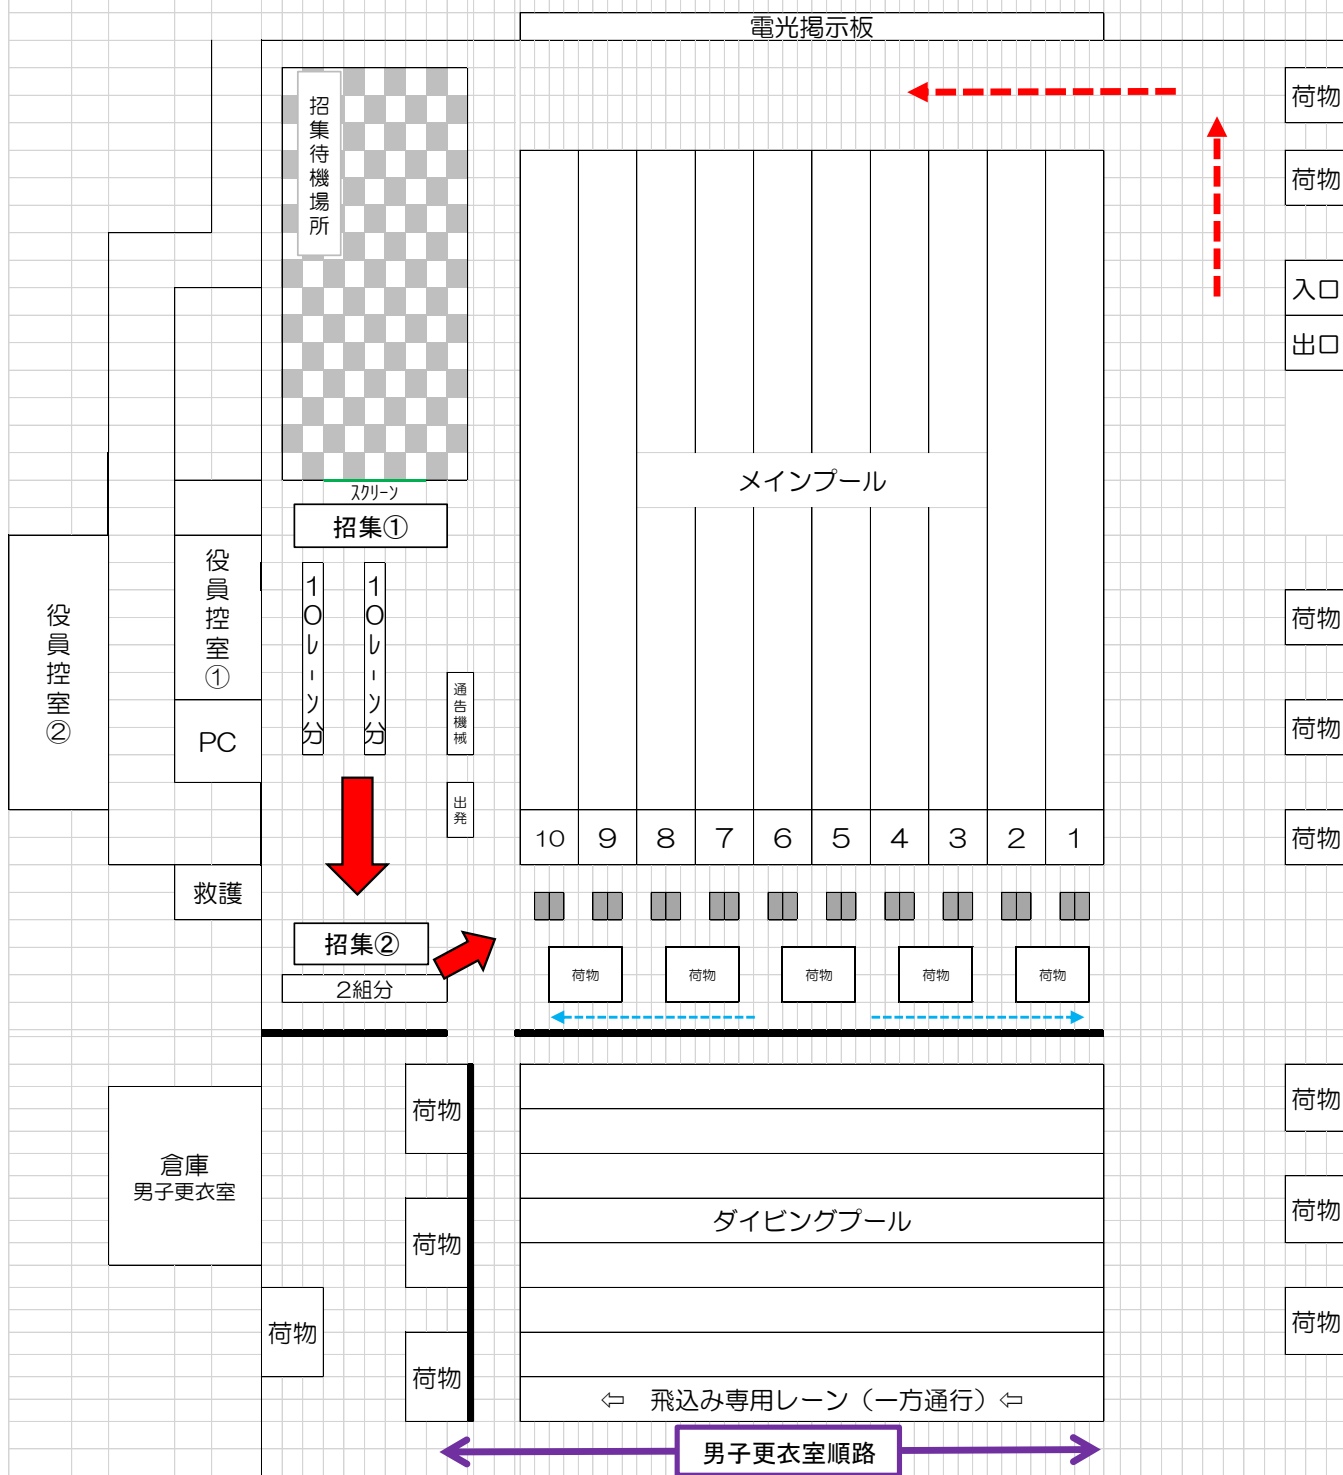 電光掲示板
招集待機場所
荷物
荷物
入口
出口
メインプール
スクリーン
招集①
役員控室①
役員控室②
10レーン分
10レーン分
荷物
通告機械
PC
荷物
出発
10 9 8 7 6 5 4 3 2 1
荷物
救護
招集②
2組分
荷物 荷物 荷物 荷物 荷物
荷物
荷物
倉庫
男子更衣室
荷物
ダイビングプール
荷物
荷物
荷物
荷物
⇦ 飛込み専用レーン（一方通行）⇦
男子更衣室順路